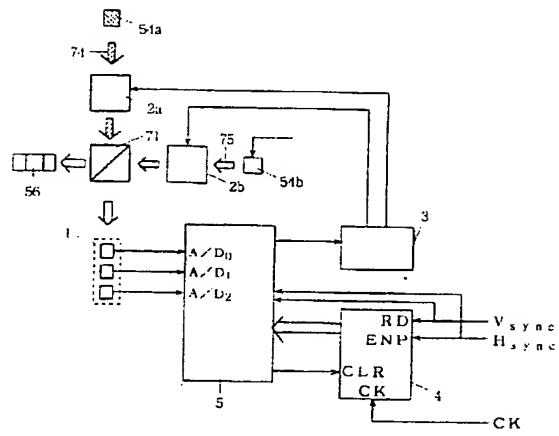 54a
74
2a
71
75
56
2b
54b
1
3
A/D0
A/D1
A/D2
RD
Vsync
ENP
Hsync
CLR
CK
4
5
CK